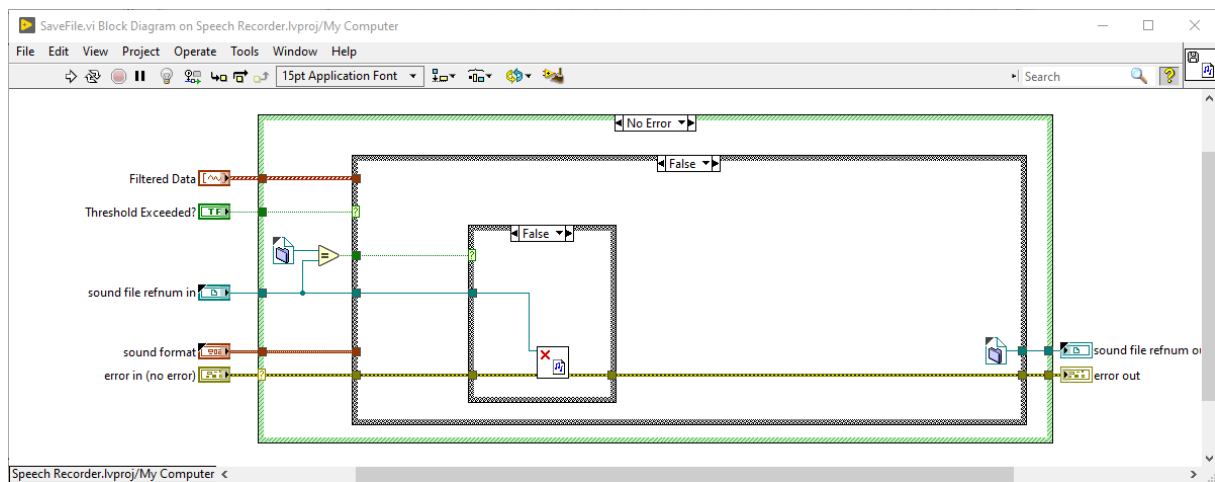 SaveFile.vi Block Diagram on Speech Recorder.lvproj/My Computer
File Edit View Project Operate Tools Window Help
15pt Application Font
Search
No Error
False
Filtered Data
Threshold Exceeded?
TF
False
=
sound file refnum in
sound format
sound file refnum ou
error in (no error)
error out
Speech Recorder.lvproj/My Computer